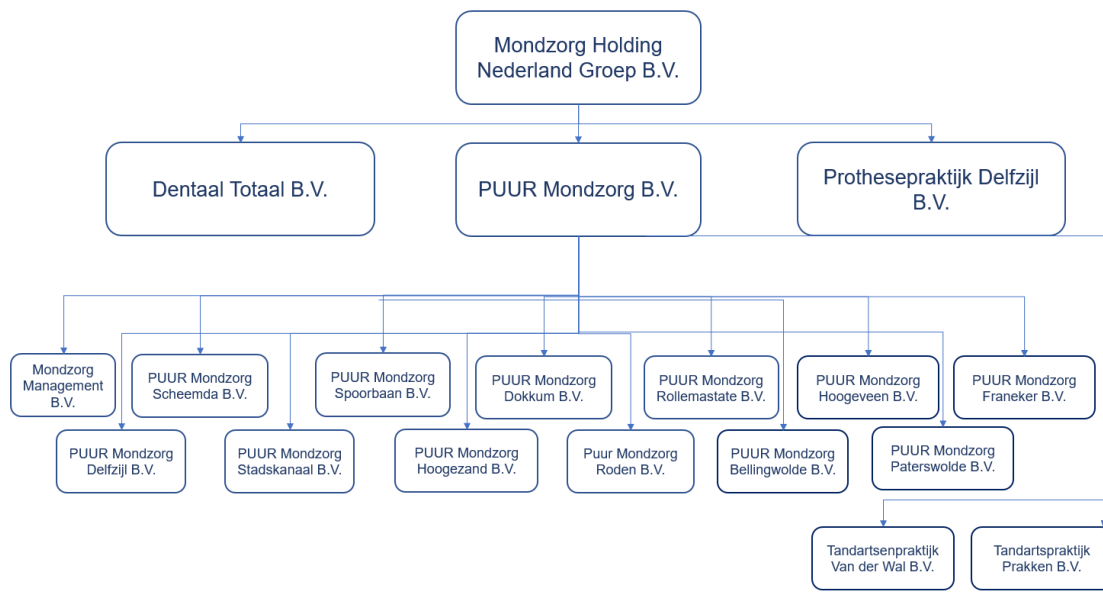 Mondzorg Holding
Nederland Groep B.V.
Dentaal Totaal B.V.
PUUR Mondzorg B.V.
Prothesepraktijk Delfzijl
B.V.
Mondzorg
Management
B.V.
PUUR Mondzorg
Scheemda B.V.
PUUR Mondzorg
Spoorbaan B.V.
PUUR Mondzorg
Dokkum B.V.
PUUR Mondzorg
Rollemastate B.V.
PUUR Mondzorg
Hoogeveen B.V.
PUUR Mondzorg
Franeker B.V.
PUUR Mondzorg
Delfzijl B.V.
PUUR Mondzorg
Stadskanaal B.V.
PUUR Mondzorg
Hoogezand B.V.
Puur Mondzorg
Roden B.V.
PUUR Mondzorg
Bellingwolde B.V.
PUUR Mondzorg
Paterswolde B.V.
Tandartsenpraktijk
Van der Wal B.V.
Tandartspraktijk
Prakken B.V.